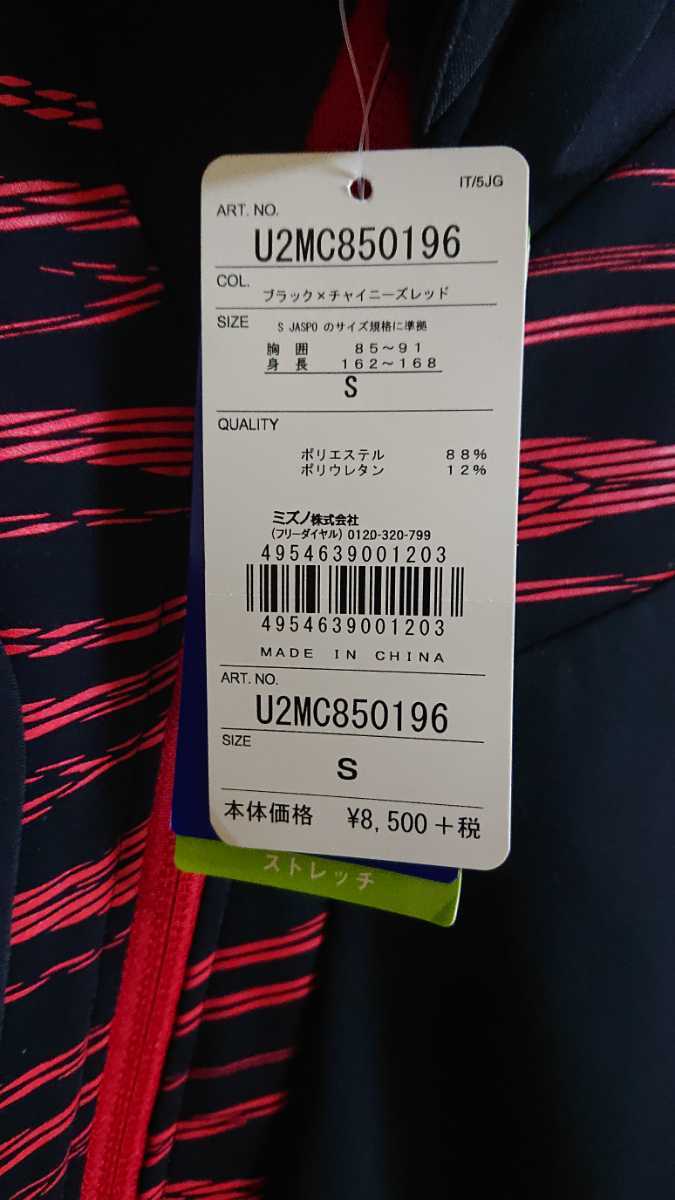 IT/5JG
ART. NO.
U2MC850196
COL.
ブラック×チャイニーズレッド
SIZE
S JASPO のサイズ規格に準拠
胸 囲 85～91
身 長 162～168
S
QUALITY
ポリエステル 88%
ポリウレタン 12%
ミズノ株式会社
(フリーダイヤル) 0120-320-799
4954639001203
4954639001203
MADE IN CHINA
ART. NO.
U2MC850196
SIZE
S
本体価格 ¥8,500+税
ストレッチ